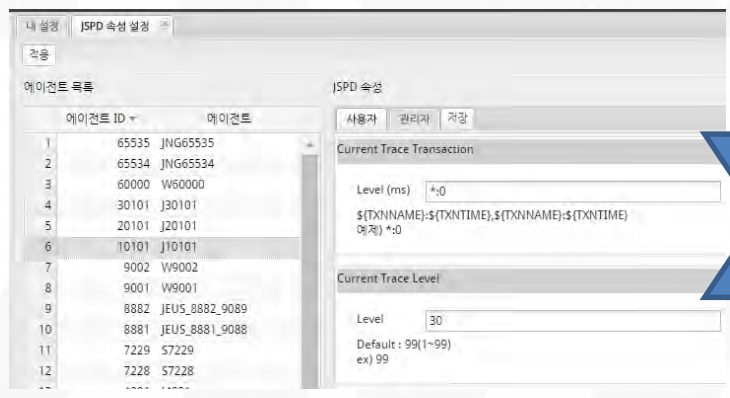 내 설정 JSPD 속성 설정
적용
에이전트 목록
에이전트 ID 에이전트
1 65535 JNG65535
2 65534 JNG65534
3 60000 W60000
4 30101 J30101
5 20101 J20101
6 10101 J10101
7 9002 W9002
8 9001 W9001
9 8882 JEUS_8882_9089
10 8881 JEUS_8881_9088
11 7229 S7229
12 7228 S7228
JSPD 속성
사용자 관리자 저장
Current Trace Transaction
Level (ms) *:0
${TXNNAME}:${TXNTIME},${TXNNAME}:${TXNTIME}
예제) *:0
Current Trace Level
Level 30
Default : 99(1~99)
ex) 99